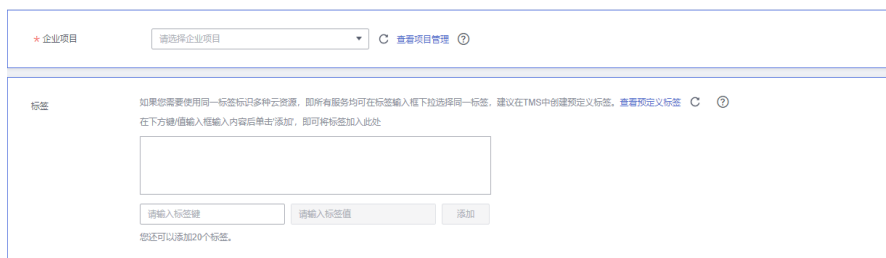 * 企业项目 请选择企业项目 查看项目管理
标签 如果您需要使用同一标签标识多种云资源，即所有服务均可在标签输入框下拉选择同一标签，建议在TMS中创建预定义标签。查看预定义标签
在下方键/值输入框输入内容后单击'添加'，即可将标签加入此处
请输入标签键 请输入标签值 添加
您还可以添加20个标签。